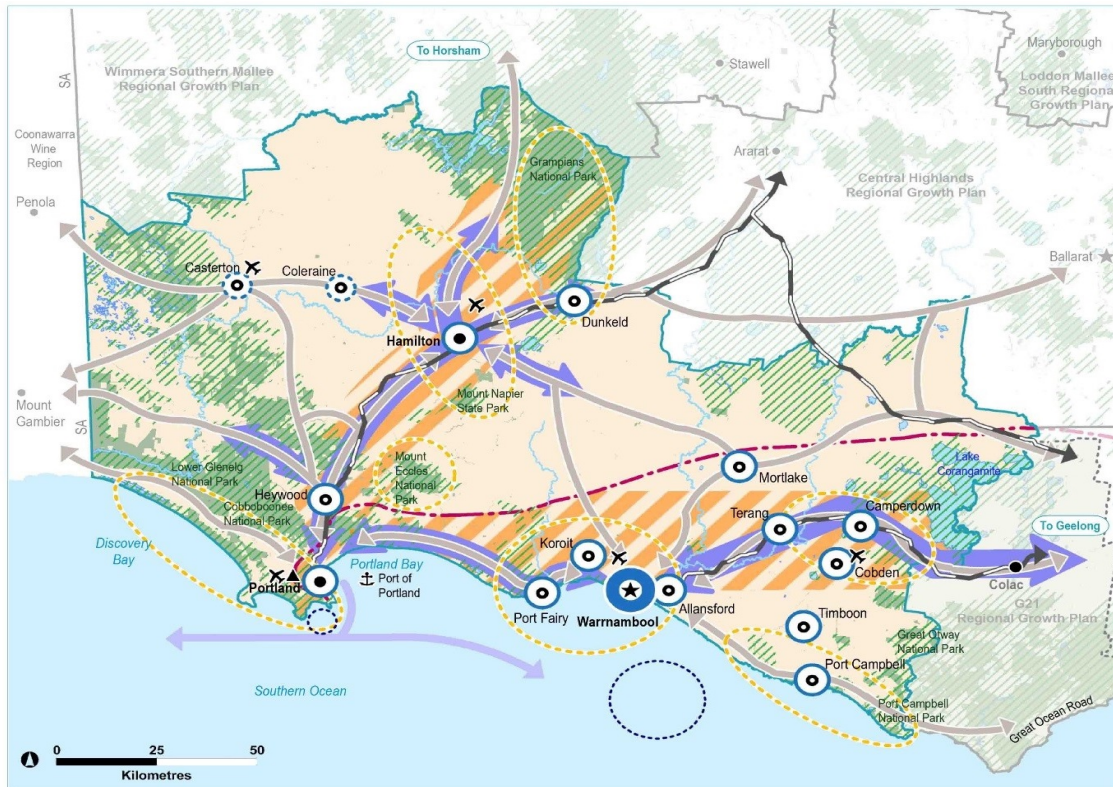 To Horsham
Maryborough
Stawell
SA
Wimmera Southern Mallee
Regional Growth Plan
Loddon Mallee
South Regional
Growth Plan
Coonawarra
Wine
Region
Ararat
Grampians
National Park
Central Highlands
Regional Growth Plan
Penola
Casterton
Coleraine
Ballarat
Dunkeld
Hamilton
Mount Napier
State Park
Mount
Gambier
SA
Lower Glenelg
National Park
Mount
Eccles
National
Park
Mortlake
Lake
Corangamite
Heywood
Cobboboonee
National Park
Terang
Camperdown
To Geelong
Discovery
Bay
Koroit
Cobden
Portland Bay
Portland
Port of
Portland
Colac
Port Fairy
Warrnambool
Allansford
G21
Regional Growth Plan
Timboon
Great Otway
National Park
Port Campbell
Southern Ocean
Port Campbell
National Park
Great Ocean Road
0 25 50
Kilometres